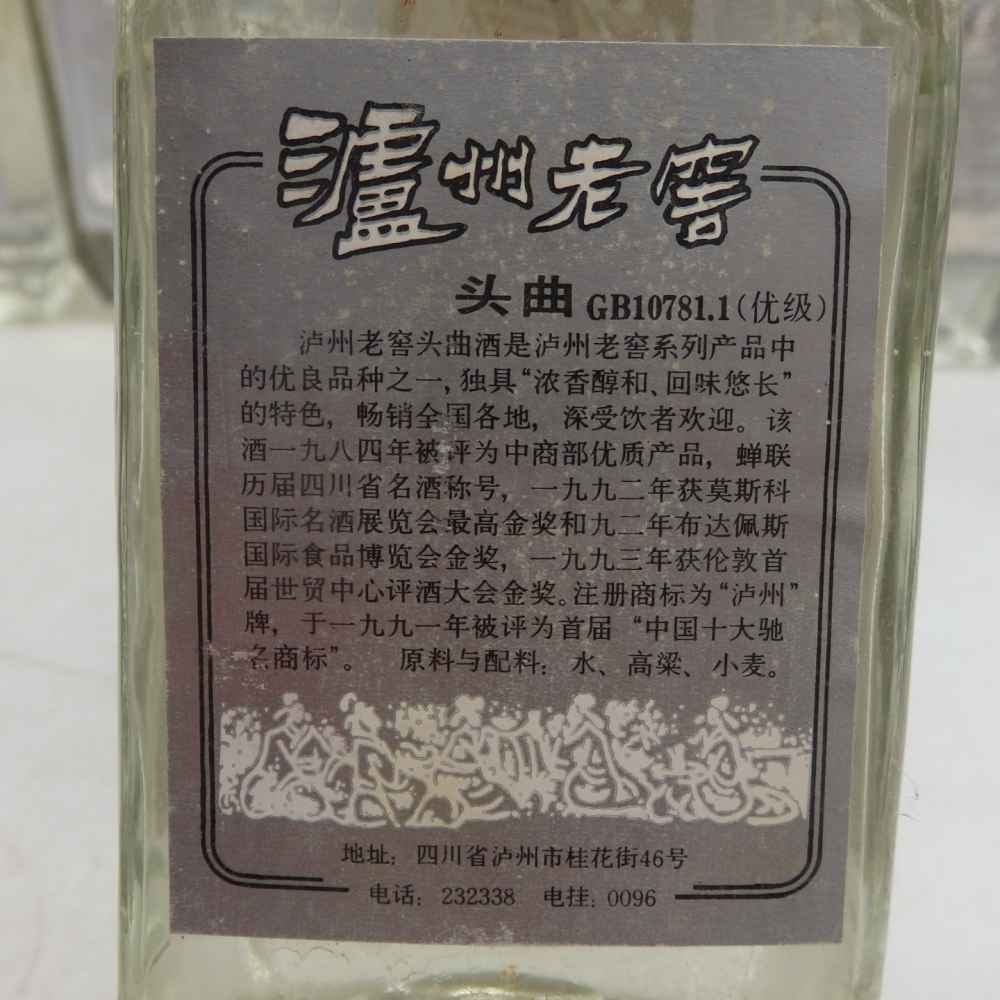 泸州老窖
头曲 GB10781.1(优级)
泸州老窖头曲酒是泸州老窖系列产品中
的优良品种之一,独具“浓香醇和、回味悠长”
的特色,畅销全国各地,深受饮者欢迎。该
酒一九八四年被评为中商部优质产品,蝉联
历届四川省名酒称号,一九九二年获莫斯科
国际名酒展览会最高金奖和九二年布达佩斯
国际食品博览会金奖,一九九三年获伦敦首
届世贸中心评酒大会金奖。注册商标为“泸州”
牌,于一九九一年被评为首届“中国十大驰
名商标”。 原料与配料:水、高粱、小麦。
地址:四川省泸州市桂花街46号
电话:232338 电挂:0096